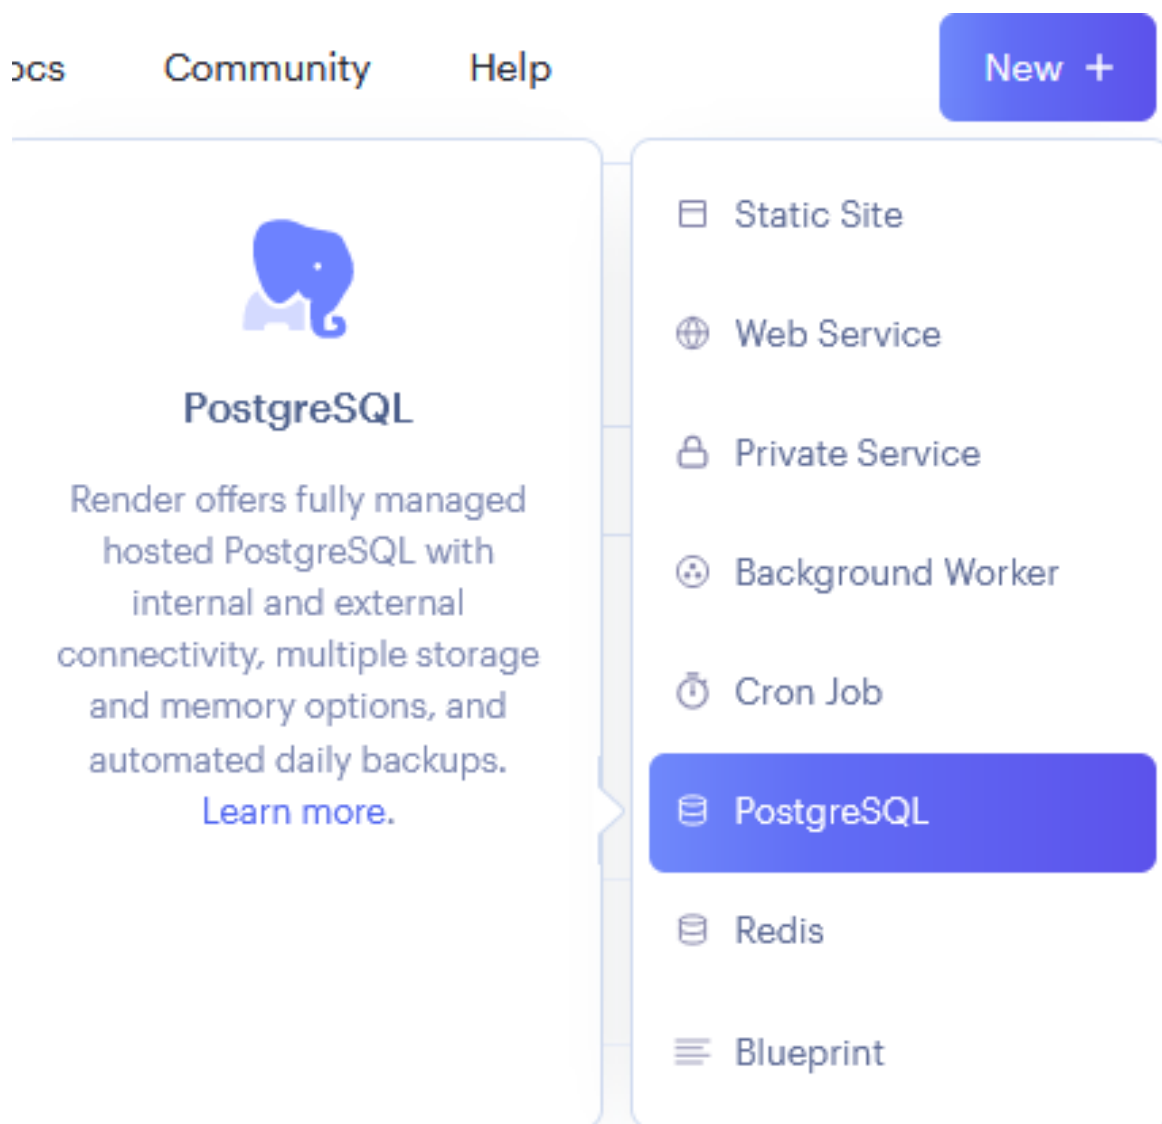 Community
Help
New +
PostgreSQL
Render offers fully managed
hosted PostgreSQL with
internal and external
connectivity, multiple storage
and memory options, and
automated daily backups.
Learn more.
Static Site
Web Service
Private Service
Background Worker
Cron Job
PostgreSQL
Redis
Blueprint